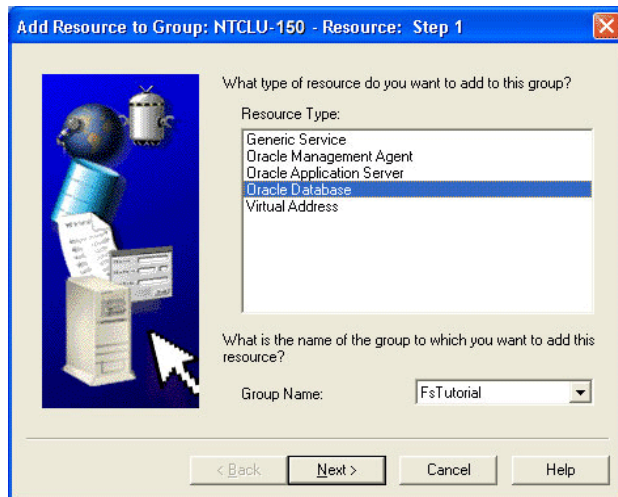 Add Resource to Group: NTCLU-150 - Resource: Step 1
What type of resource do you want to add to this group?
Resource Type:
Generic Service
Oracle Management Agent
Oracle Application Server
Oracle Database
Virtual Address
What is the name of the group to which you want to add this
resource?
Group Name:
FsTutorial
< Back
Next >
Cancel
Help